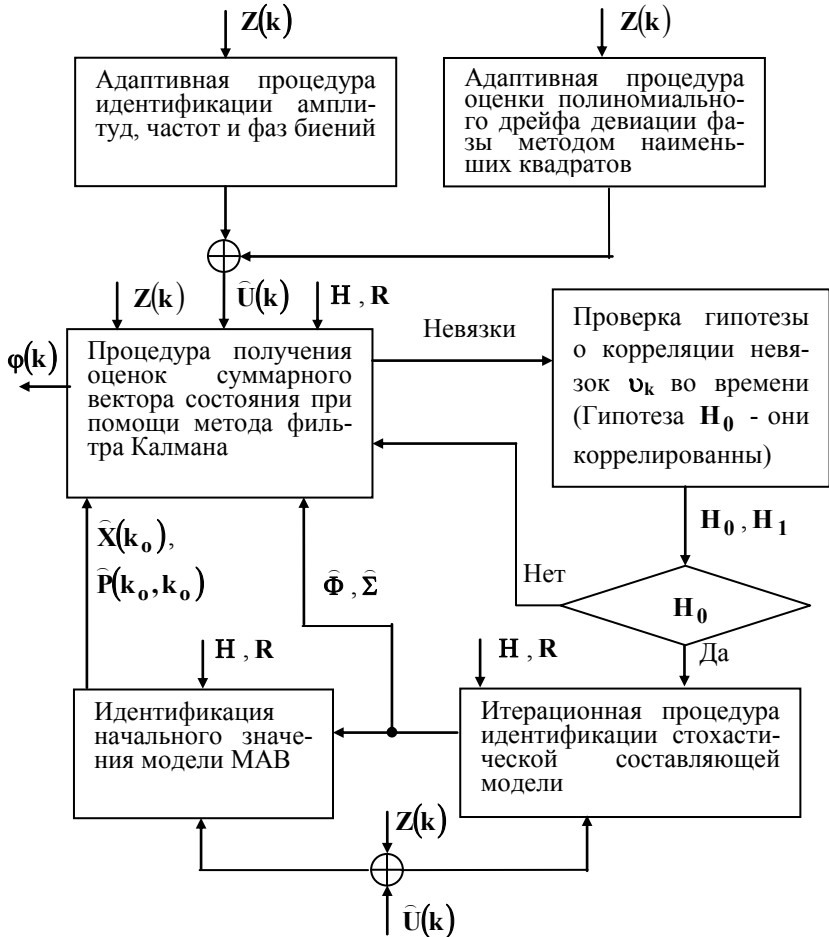 Z(k)
Z(k)
Адаптивная процедура
идентификации ампли-
туд, частот и фаз биений
Адаптивная процедура
оценки полиномиально-
го дрейфа девиации фа-
зы методом наимень-
ших квадратов
Z(k)
Û(k)
H , R
φ(k)
Процедура получения
оценок суммарного
вектора состояния при
помощи метода филь-
тра Калмана
Невязки
Проверка гипотезы
о корреляции невя-
зок υₖ во времени
(Гипотеза H₀ - они
коррелированны)
X̂(kₒ),
P̂(kₒ,kₒ)
Φ̂ , Σ̂
H₀ , H₁
Нет
H₀
Да
H , R
H , R
Идентификация
начального значе-
ния модели МАВ
Итерационная процедура
идентификации стохасти-
ческой составляющей
модели
Z(k)
Û(k)